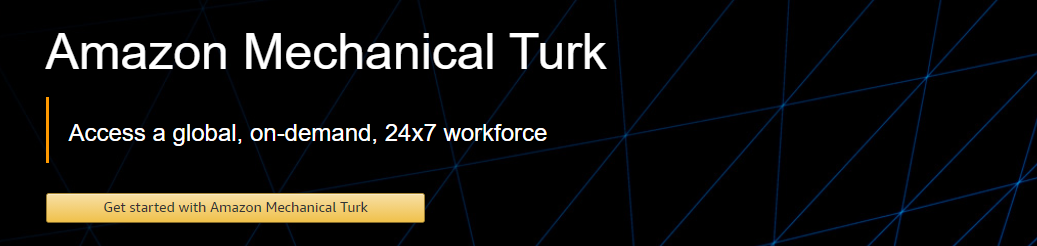 Amazon Mechanical Turk
Access a global, on-demand, 24x7 workforce
Get started with Amazon Mechanical Turk